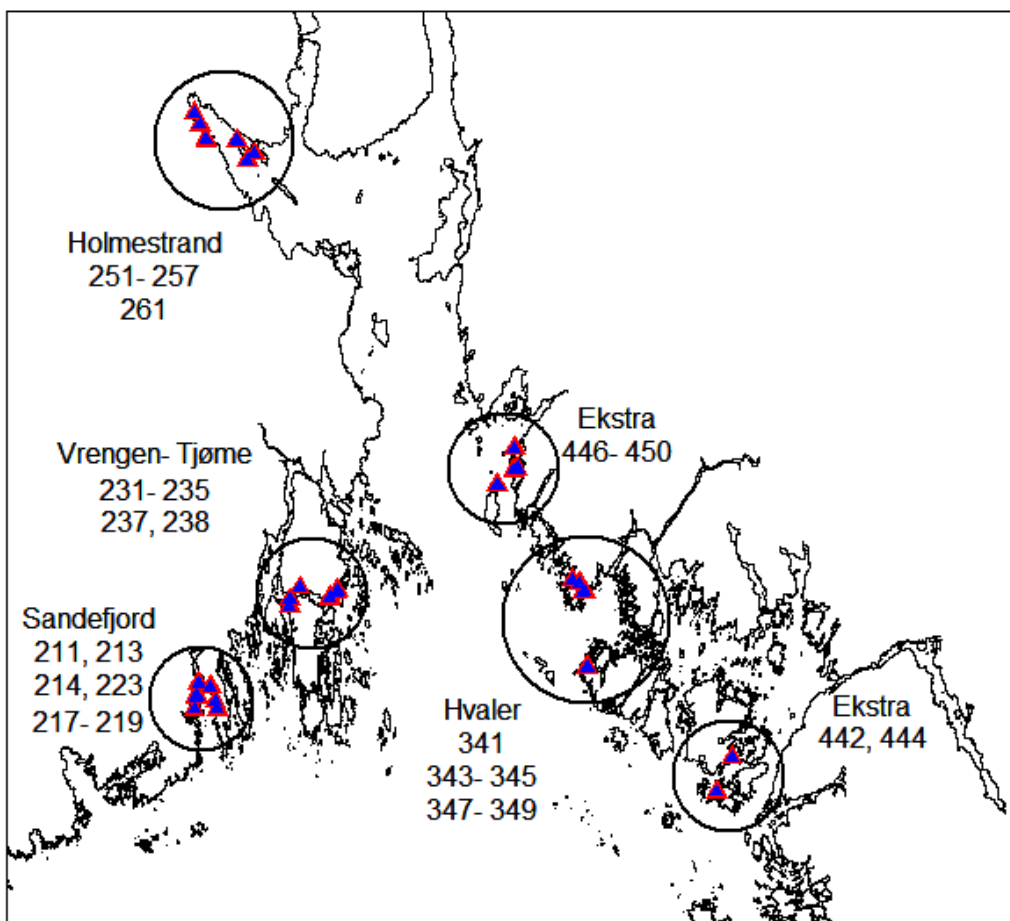 Holmestrand
251- 257
261
Ekstra
446- 450
Vrengen- Tjøme
231- 235
237, 238
Sandefjord
211, 213
214, 223
217- 219
Hvaler
341
343- 345
347- 349
Ekstra
442, 444